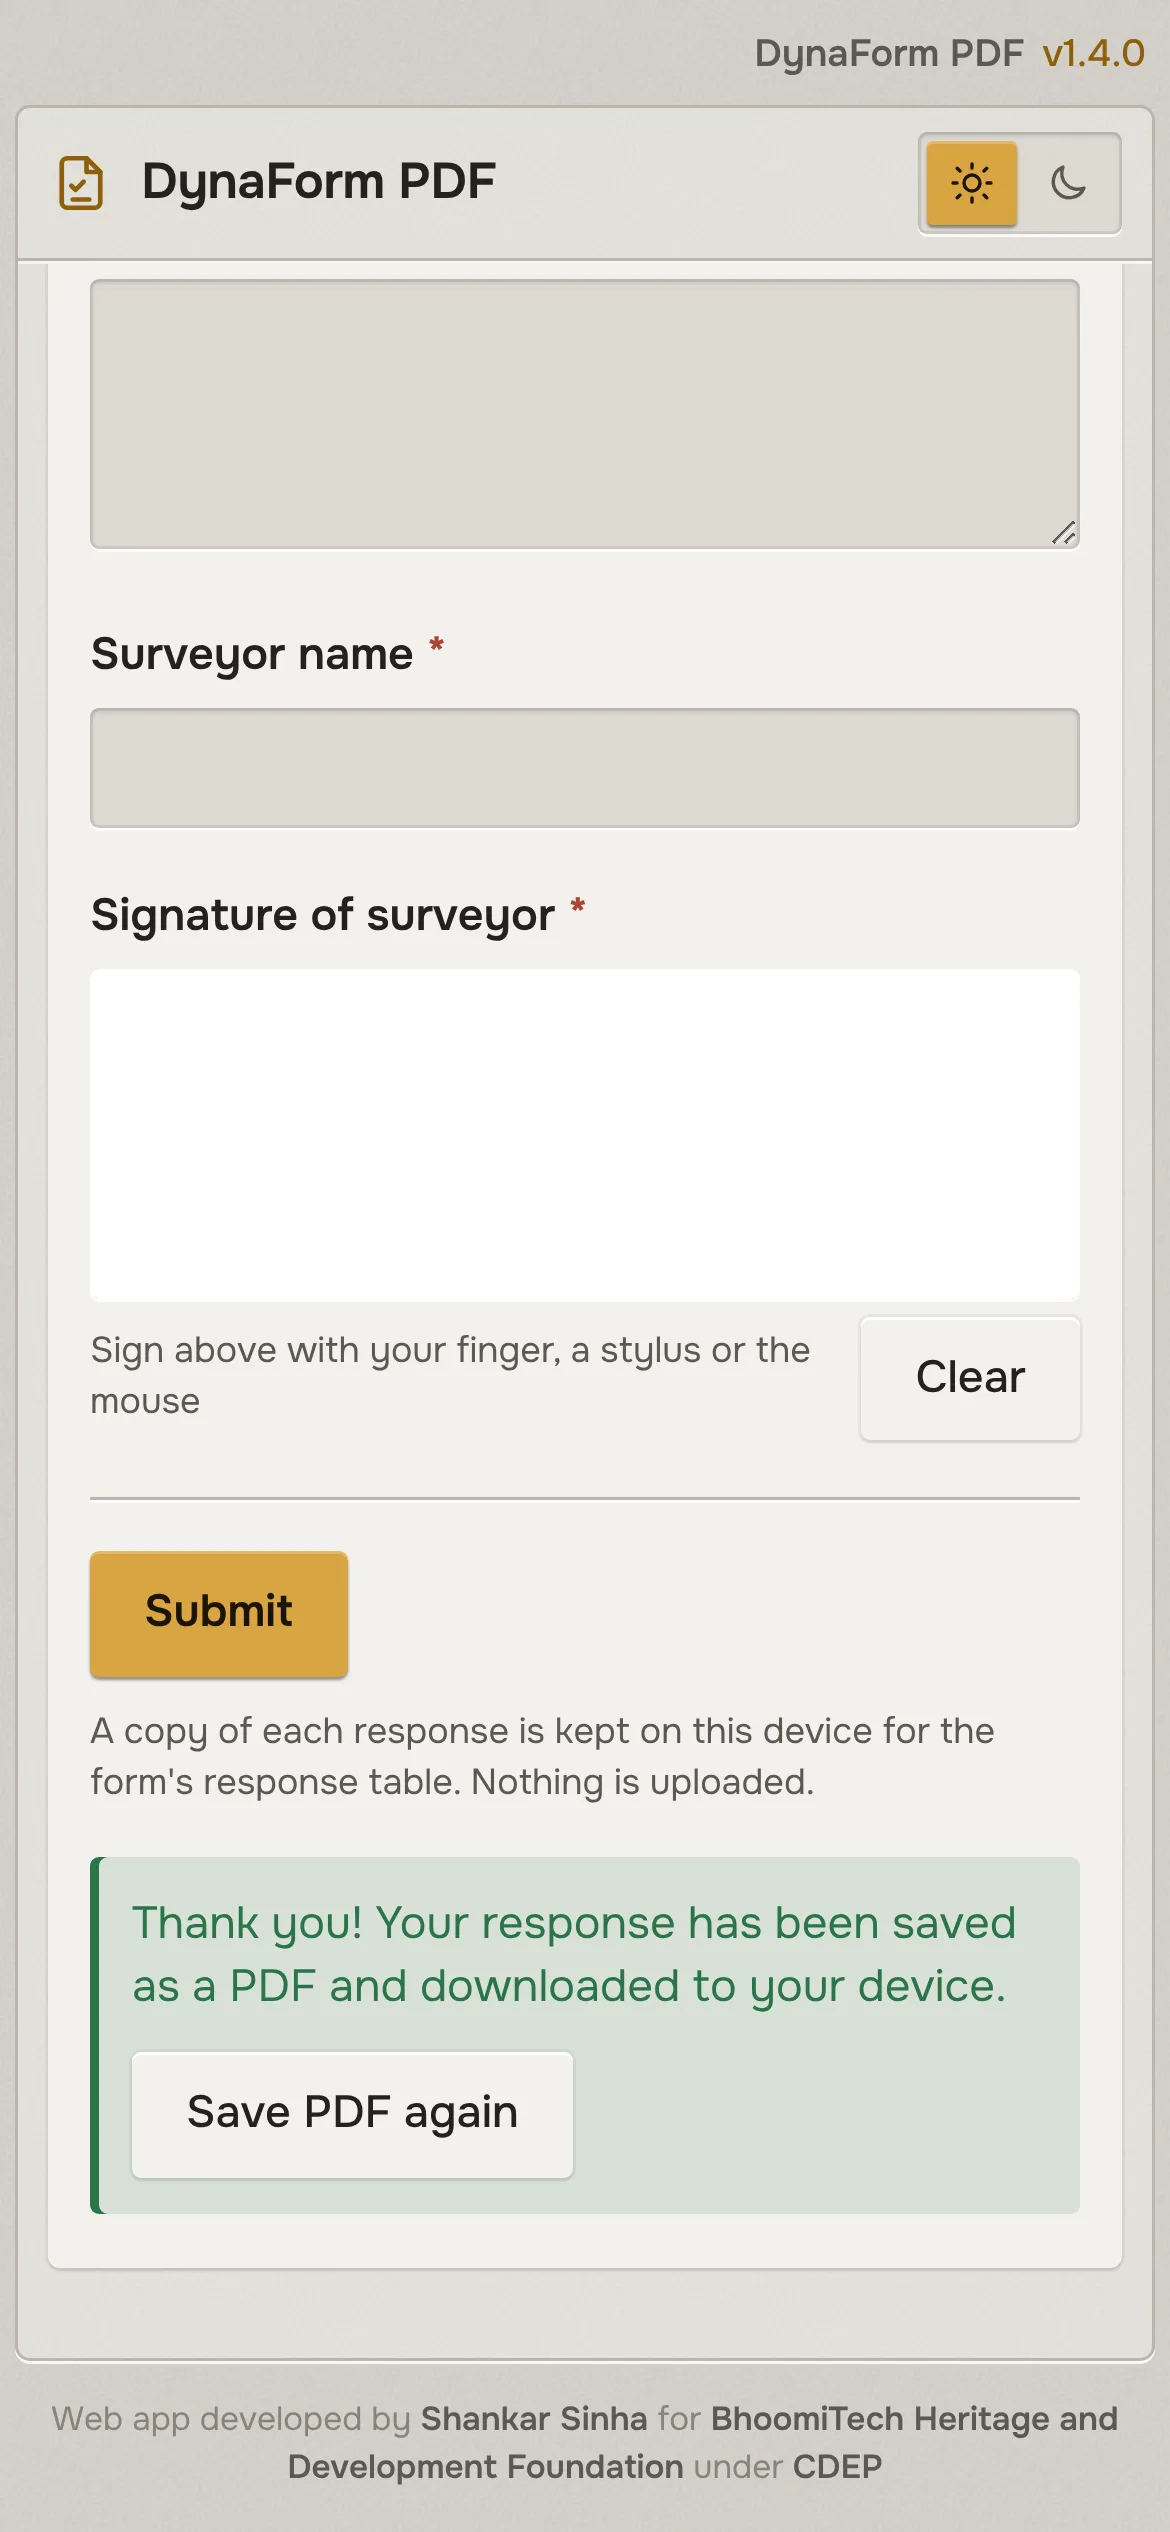 DynaForm PDF v1.4.0
DynaForm PDF
Surveyor name *
Signature of surveyor *
Sign above with your finger, a stylus or the
mouse
Clear
Submit
A copy of each response is kept on this device for the
form's response table. Nothing is uploaded.
Thank you! Your response has been saved
as a PDF and downloaded to your device.
Save PDF again
Web app developed by Shankar Sinha for BhoomiTech Heritage and
Development Foundation under CDEP